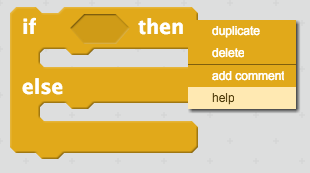 if then
else
duplicate
delete
add comment
help